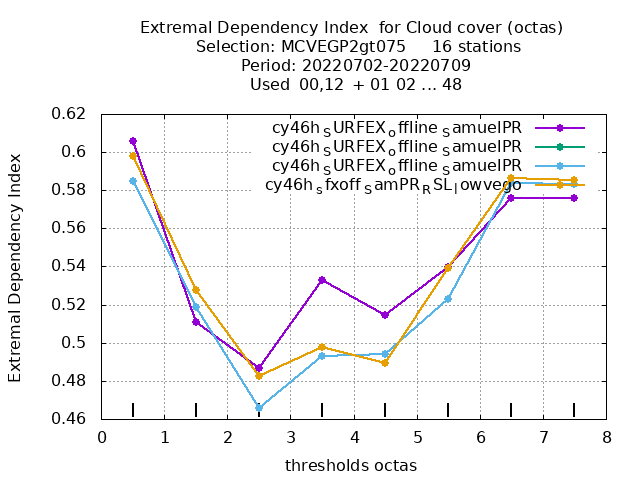 Extremal Dependency Index  for Cloud cover (octas)
Selection: MCVEGP2gt075     16 stations
Period: 20220702-20220709
Used  00,12  + 01 02 ... 48
cy46h_SURFEX_offline_SamuelPR
cy46h_SURFEX_offline_SamuelPR
cy46h_SURFEX_offline_SamuelPR
cy46h_sfxoff_SamPR_RSL_lowvego
Extremal Dependency Index
0.62
0.6
0.58
0.56
0.54
0.52
0.5
0.48
0.46
0 1 2 3 4 5 6 7 8
thresholds octas